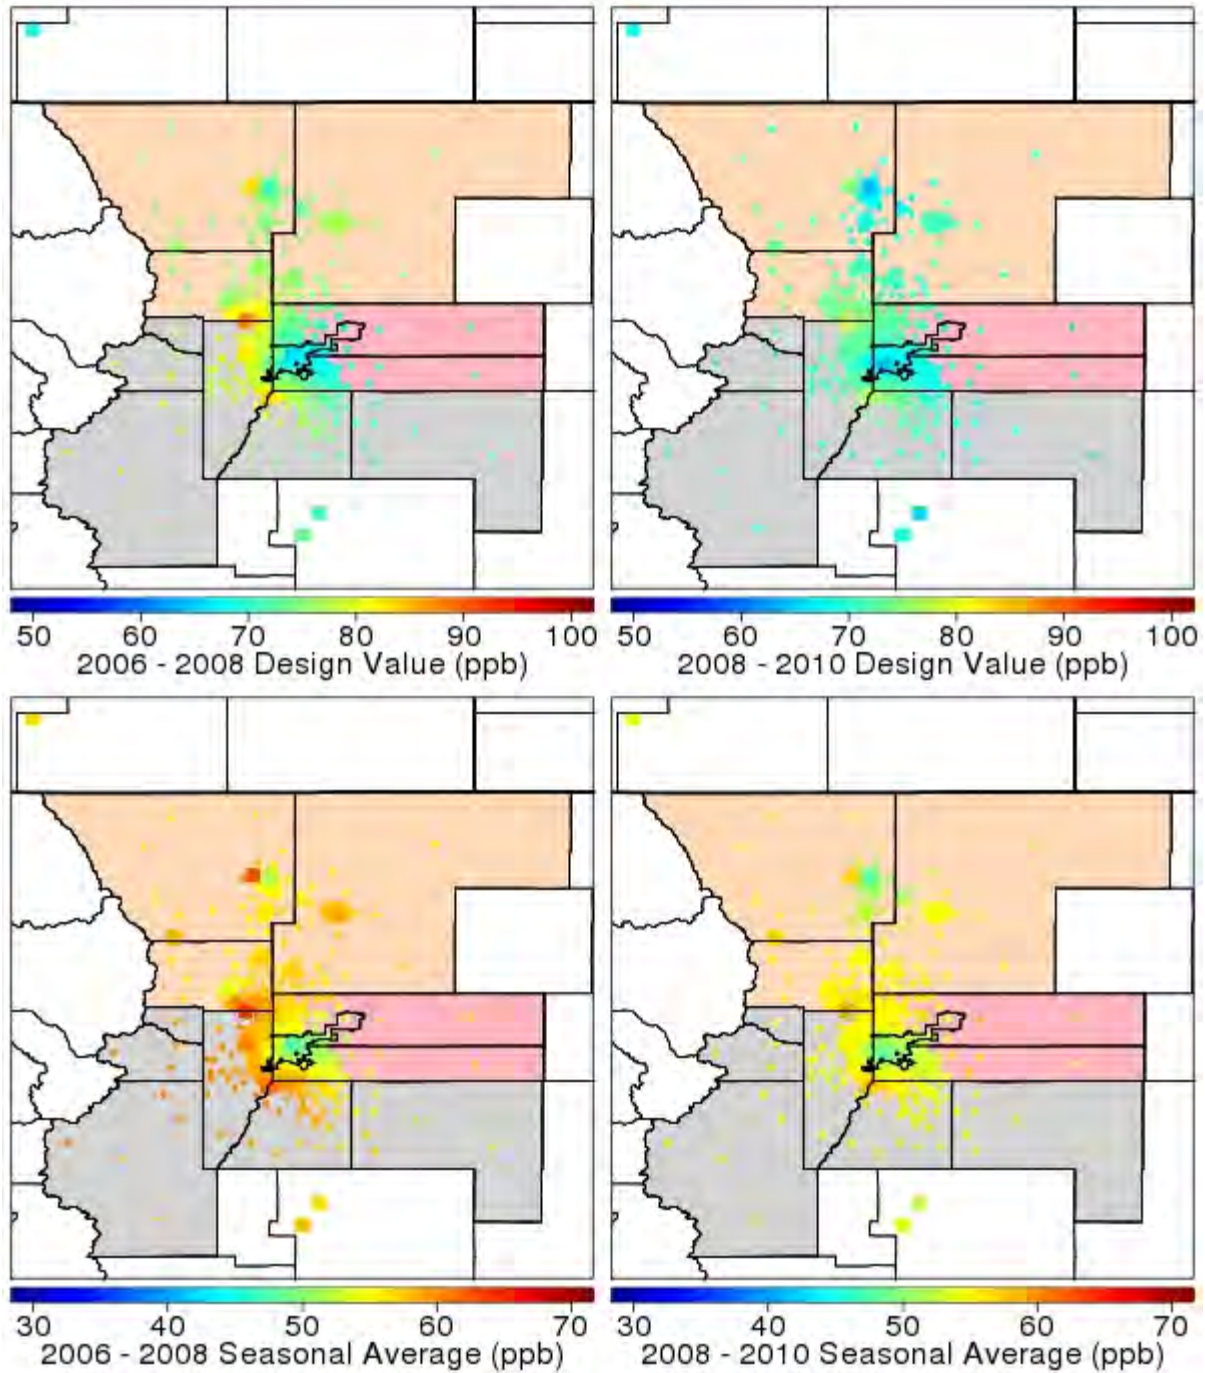 50 60 70 80 90 100
2006 - 2008 Design Value (ppb)
50 60 70 80 90 100
2008 - 2010 Design Value (ppb)
30 40 50 60 70
2006 - 2008 Seasonal Average (ppb)
30 40 50 60 70
2008 - 2010 Seasonal Average (ppb)